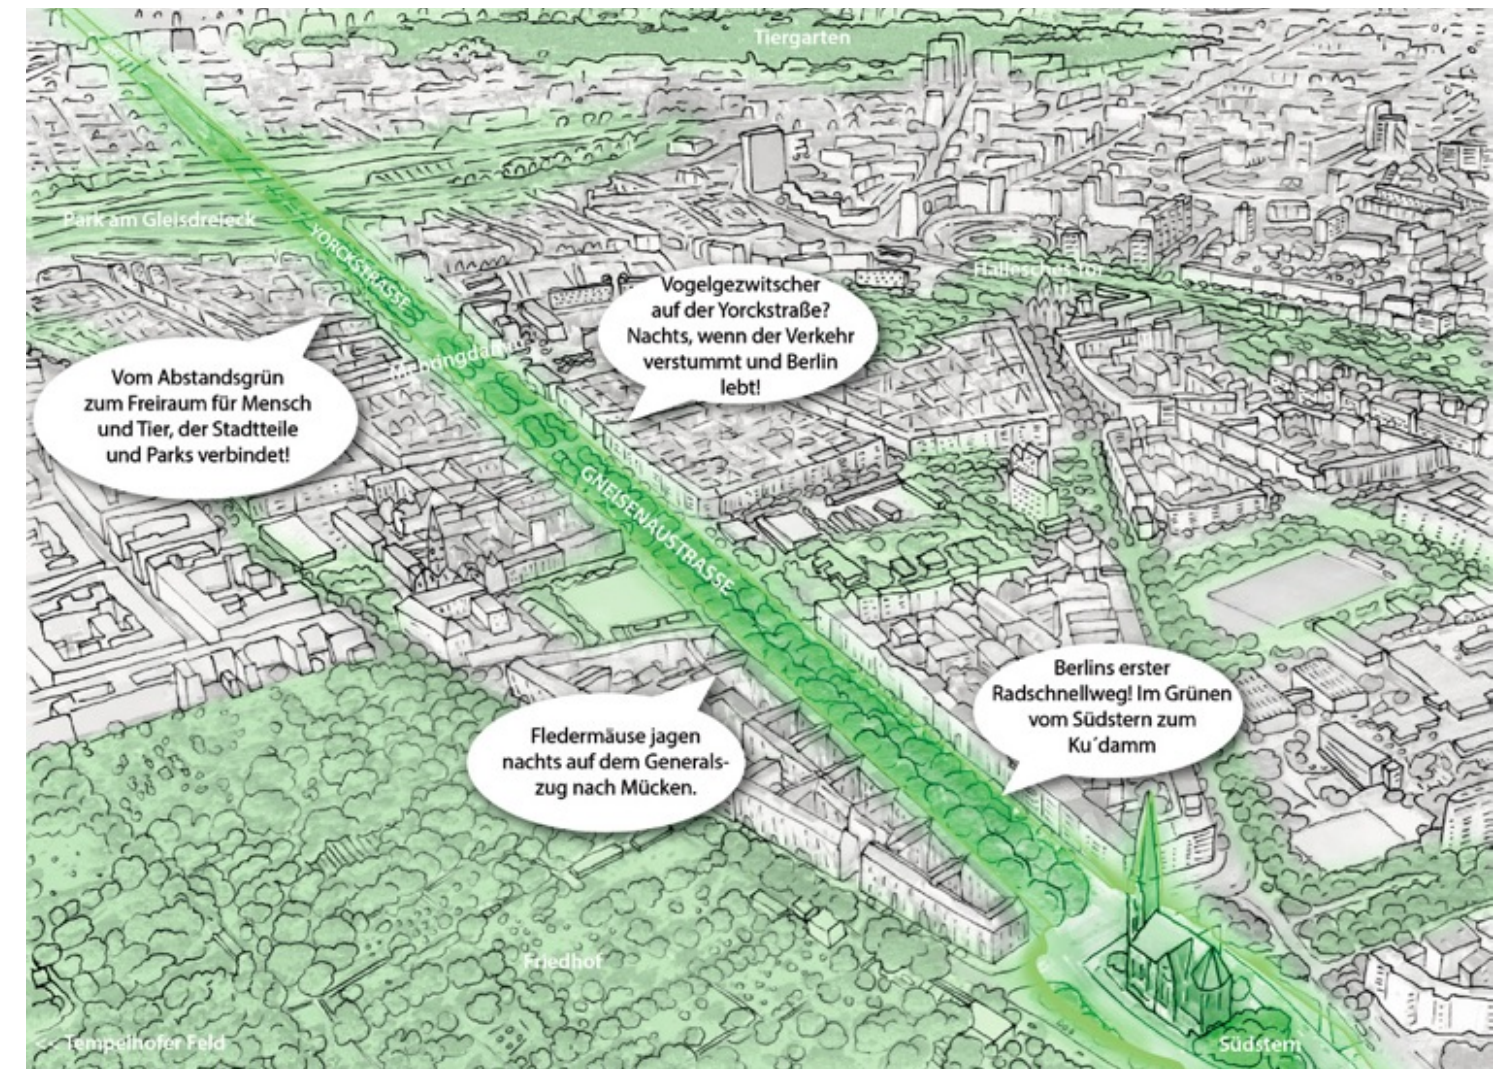 Tiergarten
Park am Gleisdreieck
YORCKSTRASSE
Hallesches Tor
Vogelgezwitscher
auf der Yorckstraße?
Nachts, wenn der Verkehr
verstummt und Berlin
lebt!
Mehringdamm
Vom Abstandsgrün
zum Freiraum für Mensch
und Tier, der Stadtteile
und Parks verbindet!
GNEISENAUSTRASSE
Berlins erster
Radschnellweg! Im Grünen
vom Südstern zum
Ku´damm
Fledermäuse jagen
nachts auf dem Generals-
zug nach Mücken.
Friedhof
<< Tempelhofer Feld
Südstern